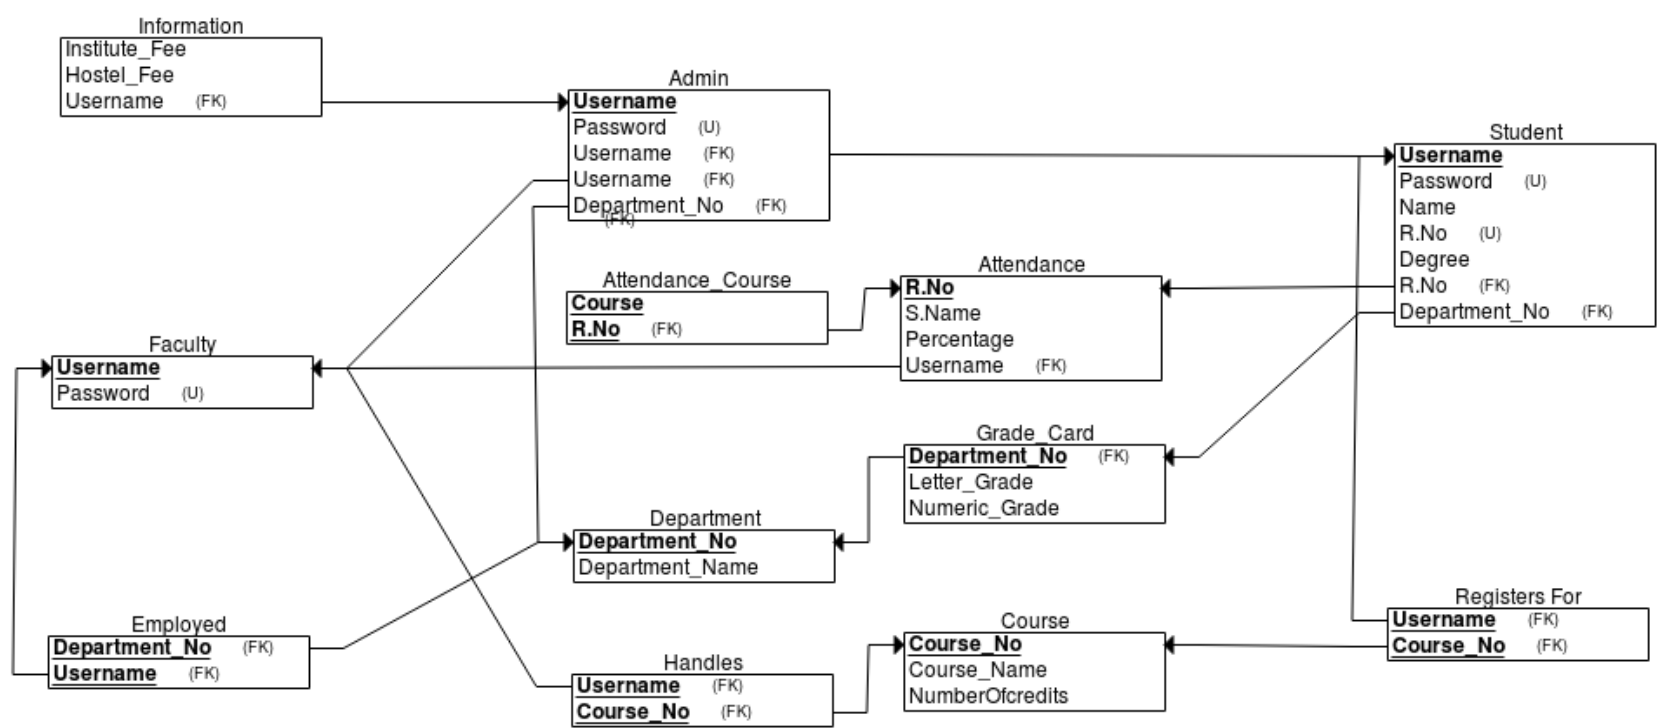 Information
Institute_Fee
Hostel_Fee
Username (FK)
Admin
Username
Password (U)
Username (FK)
Username (FK)
Department_No (FK)
(FK)
Student
Username
Password (U)
Name
R.No (U)
Degree
R.No (FK)
Department_No (FK)
Attendance_Course
Course
R.No (FK)
Attendance
R.No
S.Name
Percentage
Username (FK)
Faculty
Username
Password (U)
Grade_Card
Department_No (FK)
Letter_Grade
Numeric_Grade
Department
Department_No
Department_Name
Employed
Department_No (FK)
Username (FK)
Handles
Username (FK)
Course_No (FK)
Course
Course_No
Course_Name
NumberOfcredits
Registers For
Username (FK)
Course_No (FK)